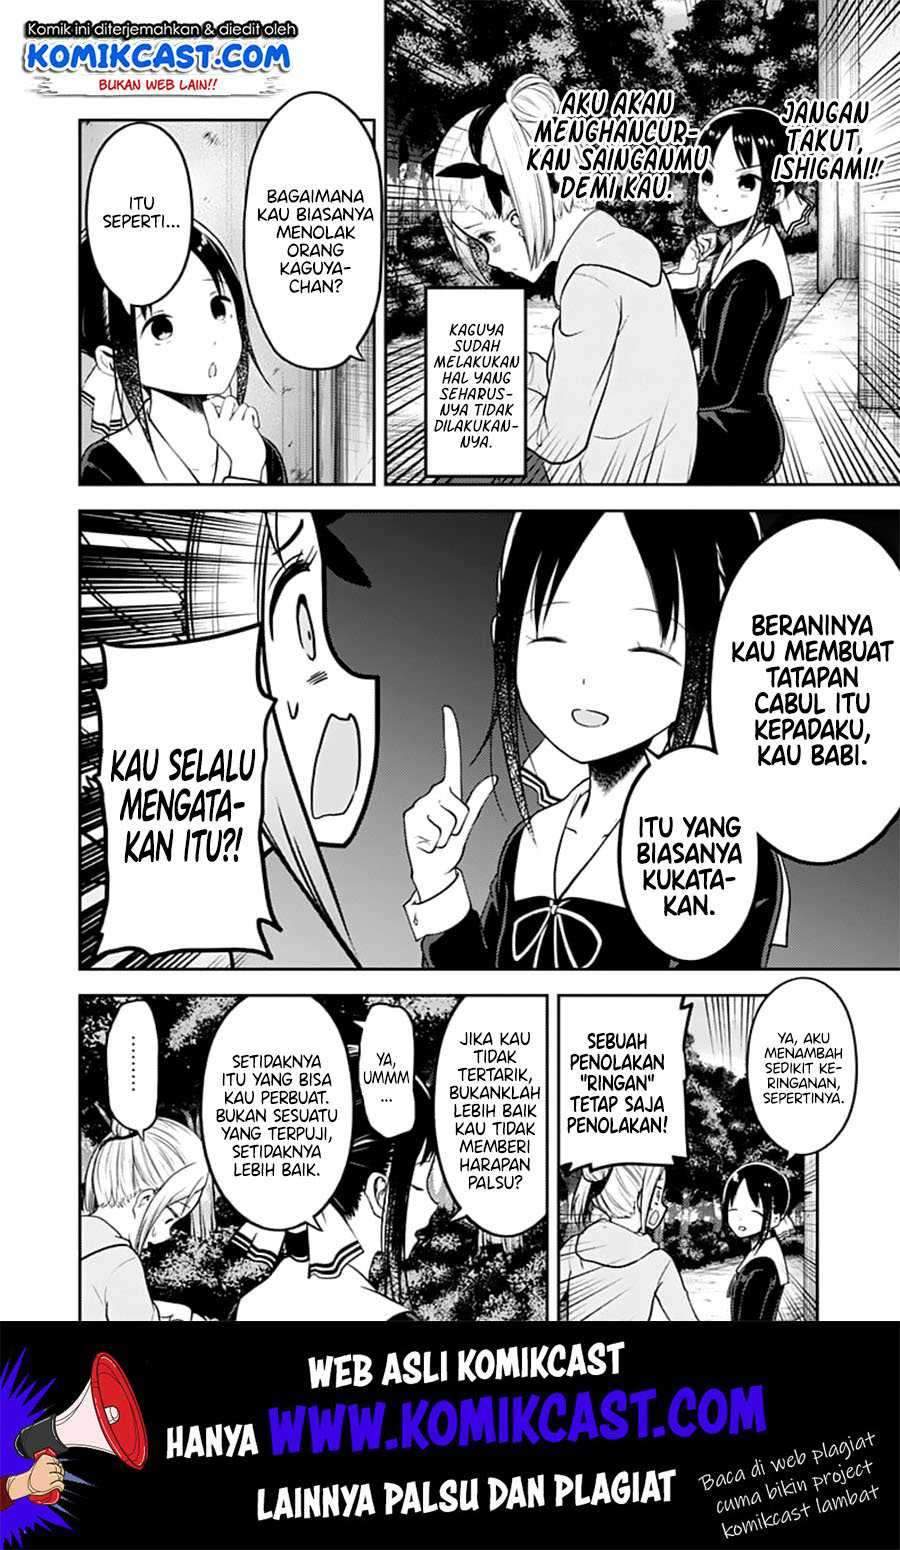 Komik ini diterjemahkan & diedit oleh
KOMIKCAST.COM
BUKAN WEB LAIN!!
JANGAN
TAKUT,
ISHIGAMI!!
AKU AKAN
MENGHANCUR-
KAN SAINGANMU
DEMI KAU.
KAGUYA
SUDAH
MELAKUKAN
HAL YANG
SEHARUS-
NYA TIDAK
DILAKUKAN-
NYA.
BAGAIMANA
KAU BIASANYA
MENOLAK
ORANG
KAGUYA-
CHAN?
ITU
SEPERTI...
BERANINYA
KAU MEMBUAT
TATAPAN
CABUL ITU
KEPADAKU,
KAU BABI.
ITU YANG
BIASANYA
KUKATA-
KAN.
KAU SELALU
MENGATA-
KAN ITU?!
YA, AKU
MENAMBAH
SEDIKIT KE-
RINGANAN,
SEPERTINYA.
SEBUAH
PENOLAKAN
"RINGAN"
TETAP SAJA
PENOLAKAN!
JIKA KAU
TIDAK
TERTARIK,
BUKANKLAH
LEBIH BAIK
KAU TIDAK
MEMBERI
HARAPAN
PALSU?
YA,
UMMM
...
SETIDAKNYA
ITU YANG BISA
KAU PERBUAT.
BUKAN SESUATU
YANG TERPUJI,
SETIDAKNYA
LEBIH BAIK.
..........
WEB ASLI KOMIKCAST
HANYA WWW.KOMIKCAST.COM
LAINNYA PALSU DAN PLAGIAT
Baca di web plagiat
cuma bikin project
komikcast lambat